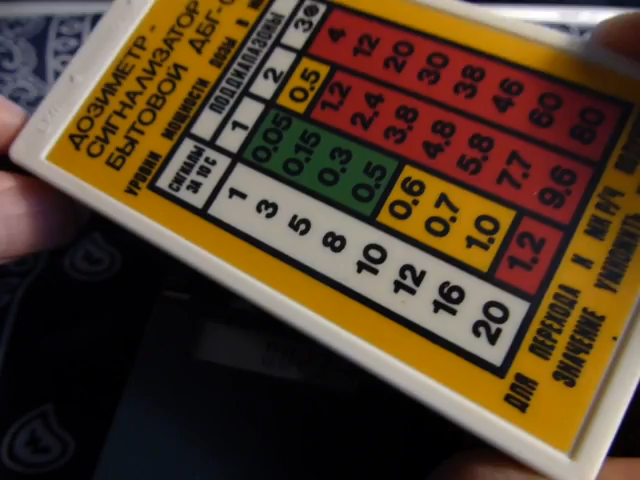 ДОЗИМЕТР -
СИГНАЛИЗАТОР
БЫТОВОЙ ДБГ-
УРОВНИ МОЩНОСТИ ДОЗЫ В
СИГНАЛЫ ЗА 10 С
ПОДДИАПАЗОНЫ
1 2 3
1 0.05 0.5 4
3 0.15 1.2 12
5 0.3 2.4 20
8 0.5 3.8 30
10 0.6 4.8 38
12 0.7 5.8 46
16 1.0 7.7 60
20 1.2 9.6 80
ДЛЯ ПЕРЕХОДА К МКР/Ч
ЗНАЧЕНИЕ УМНОЖИТЬ